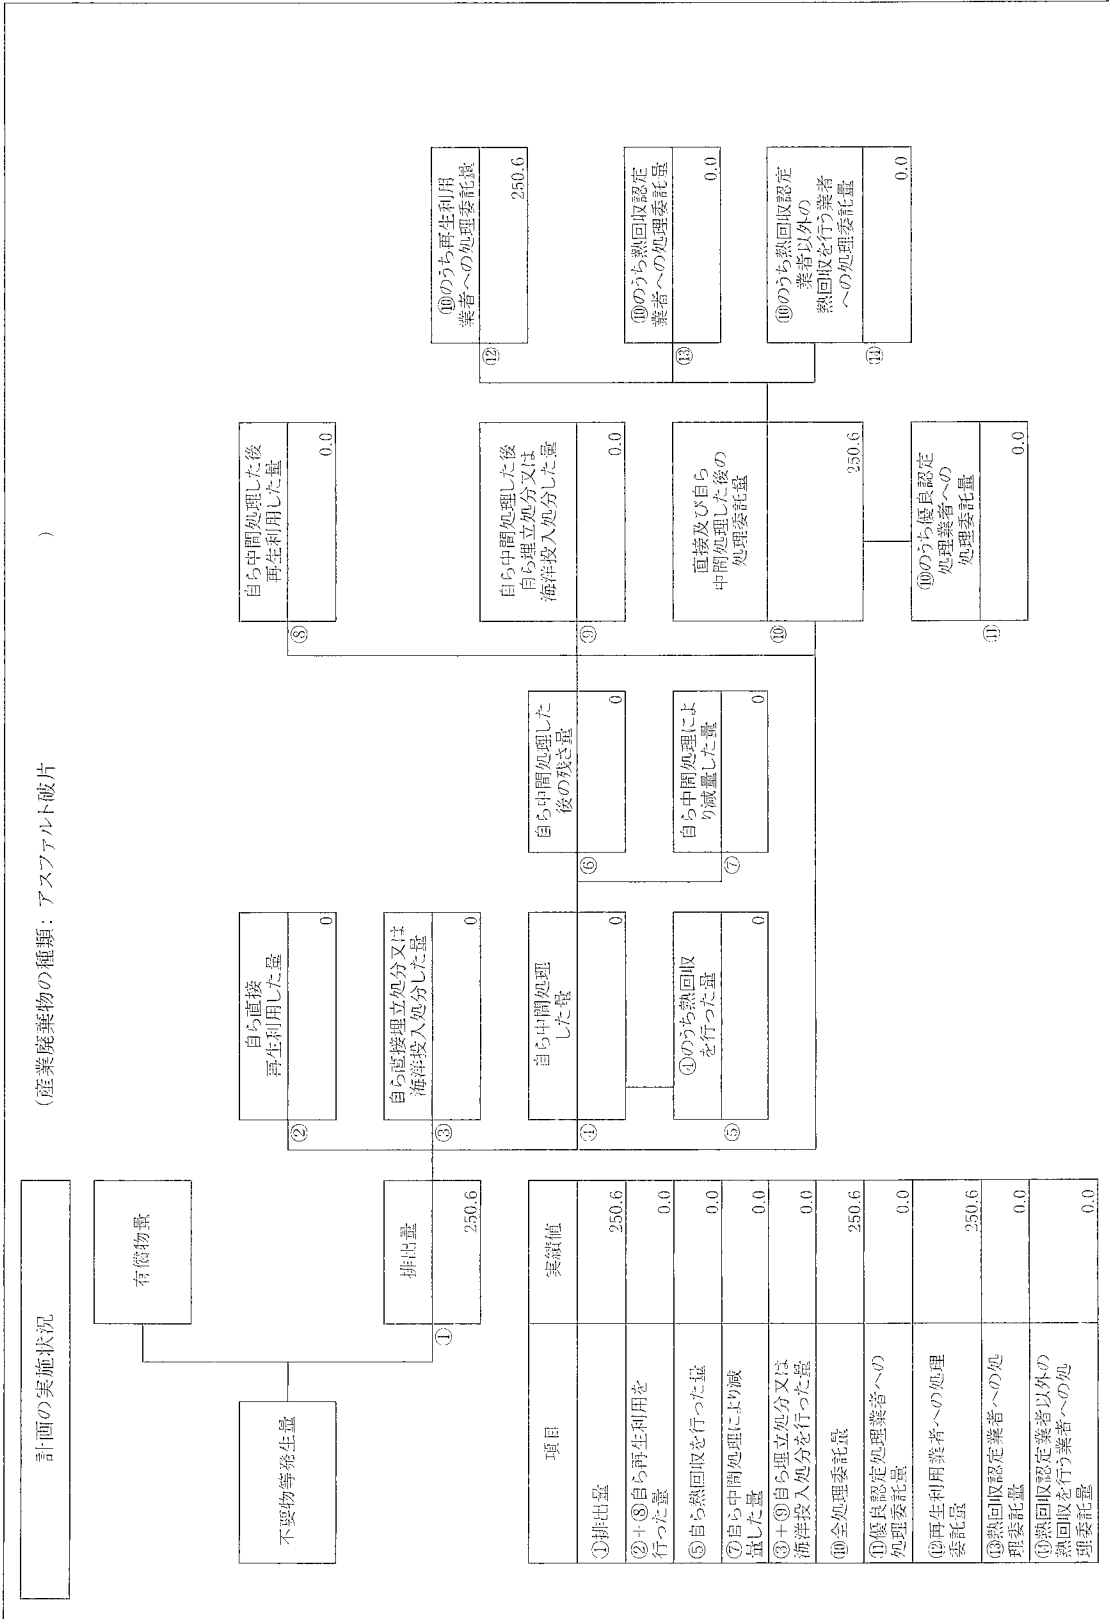 計画の実施状況
(産業廃棄物の種類: アスファルト破片 )
不要物等発生量
有償物量
①
排出量
250.6
②
自ら直接
再生利用した量
0
③
自ら直接埋立処分又は
海洋投入処分した量
0
④
自ら中間処理
した量
0
⑤
④のうち熱回収
を行った量
0
⑥
自ら中間処理した
後の残さ量
0
⑦
自ら中間処理によ
り減量した量
0
⑧
自ら中間処理した後
再生利用した量
0.0
⑨
自ら中間処理した後
自ら埋立処分又は
海洋投入処分した量
0.0
⑩
直接及び自ら
中間処理した後の
処理委託量
250.6
⑪
⑩のうち優良認定
処理業者への
処理委託量
0.0
⑫
⑩のうち再生利用
業者への処理委託量
250.6
⑬
⑩のうち熱回収認定
業者への処理委託量
0.0
⑭
⑩のうち熱回収認定
業者以外の
熱回収を行う業者
への処理委託量
0.0
項目 実績値
①排出量 250.6
②+⑧自ら再生利用を
行った量 0.0
⑤自ら熱回収を行った量 0.0
⑦自ら中間処理により減
量した量 0.0
③+⑨自ら埋立処分又は
海洋投入処分を行った量 0.0
⑩全処理委託量 250.6
⑪優良認定処理業者への
処理委託量 0.0
⑫再生利用業者への処理
委託量 250.6
⑬熱回収認定業者への処
理委託量 0.0
⑭熱回収認定業者以外の
熱回収を行う業者への処
理委託量 0.0